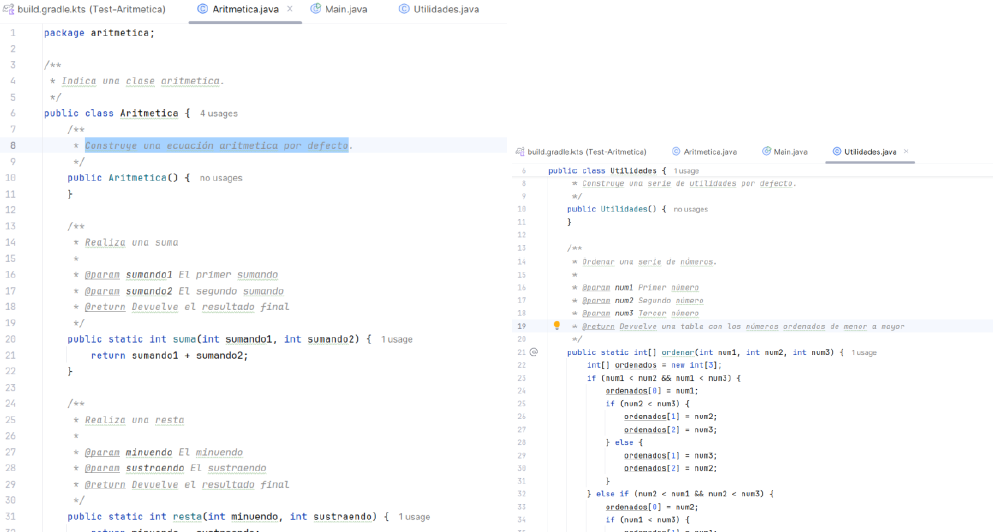 build.gradle.kts (Test-Aritmetica) Aritmetica.java Main.java Utilidades.java
1 package aritmetica;
2
3 /**
4 * Indica una clase aritmetica.
5 */
6 public class Aritmetica { 4 usages
7 /**
8 * Construye una ecuación aritmetica por defecto.
9 */
10 public Aritmetica() { no usages
11 }
12
13 /**
14 * Realiza una suma
15 *
16 * @param sumando1 El primer sumando
17 * @param sumando2 El segundo sumando
18 * @return Devuelve el resultado final
19 */
20 public static int suma(int sumando1, int sumando2) { 1 usage
21 return sumando1 + sumando2;
22 }
23
24 /**
25 * Realiza una resta
26 *
27 * @param minuendo El minuendo
28 * @param sustraendo El sustraendo
29 * @return Devuelve el resultado final
30 */
31 public static int resta(int minuendo, int sustraendo) { 1 usage
return minuendo - sustraendo;
build.gradle.kts (Test-Aritmetica) Aritmetica.java Main.java Utilidades.java
6 public class Utilidades { 1 usage
8 * Construye una serie de utilidades por defecto.
9 */
10 public Utilidades() { no usages
11 }
12
13 /**
14 * Ordenar una serie de números.
15 *
16 * @param num1 Primer número
17 * @param num2 Segundo número
18 * @param num3 Tercer número
19 * @return Devuelve una tabla con los números ordenados de menor a mayor
20 */
21 public static int[] ordenar(int num1, int num2, int num3) { 1 usage
22 int[] ordenados = new int[3];
23 if (num1 < num2 && num1 < num3) {
24 ordenados[0] = num1;
25 if (num2 < num3) {
26 ordenados[1] = num2;
27 ordenados[2] = num3;
28 } else {
29 ordenados[1] = num3;
30 ordenados[2] = num2;
31 }
32 } else if (num2 < num1 && num2 < num3) {
33 ordenados[0] = num2;
34 if (num1 < num3) {